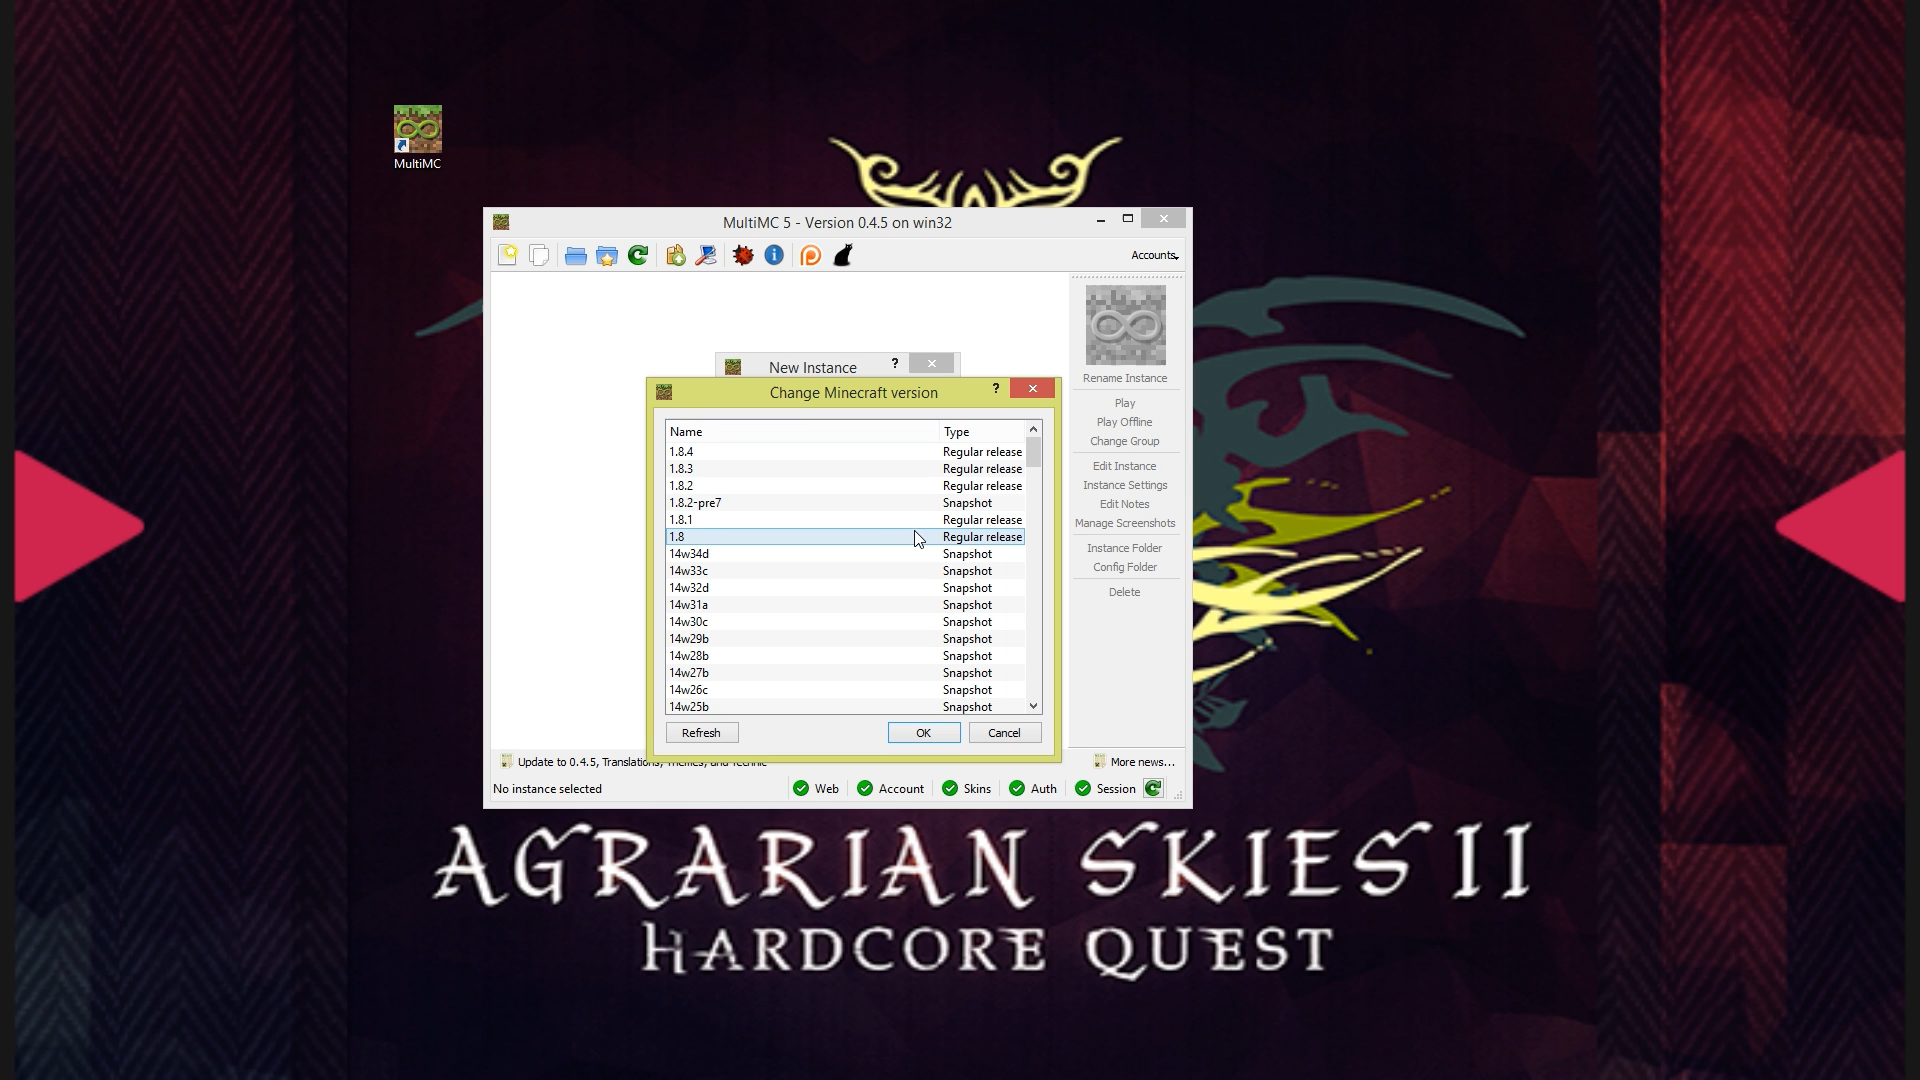 MultiMC
MultiMC 5 - Version 0.4.5 on win32
Accounts
New Instance
?
Change Minecraft version
?
Name Type
1.8.4 Regular release
1.8.3 Regular release
1.8.2 Regular release
1.8.2-pre7 Snapshot
1.8.1 Regular release
1.8 Regular release
14w34d Snapshot
14w33c Snapshot
14w32d Snapshot
14w31a Snapshot
14w30c Snapshot
14w29b Snapshot
14w28b Snapshot
14w27b Snapshot
14w26c Snapshot
14w25b Snapshot
Refresh OK Cancel
Rename Instance
Play
Play Offline
Change Group
Edit Instance
Instance Settings
Edit Notes
Manage Screenshots
Instance Folder
Config Folder
Delete
Update to 0.4.5, Translations, Themes, and Technic
More news...
No instance selected
Web Account Skins Auth Session
AGRARIAN SKIES II
HARDCORE QUEST